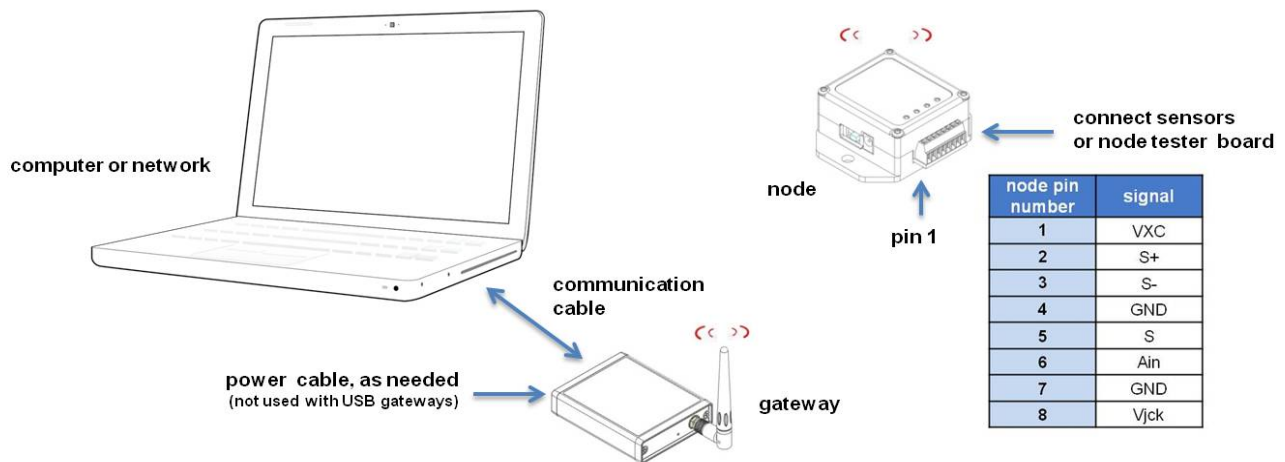 computer or network
connect sensors
or node tester board
node
pin 1
node pin number signal
1 VXC
2 S+
3 S-
4 GND
5 S
6 Ain
7 GND
8 Vjck
communication
cable
power cable, as needed
(not used with USB gateways)
gateway